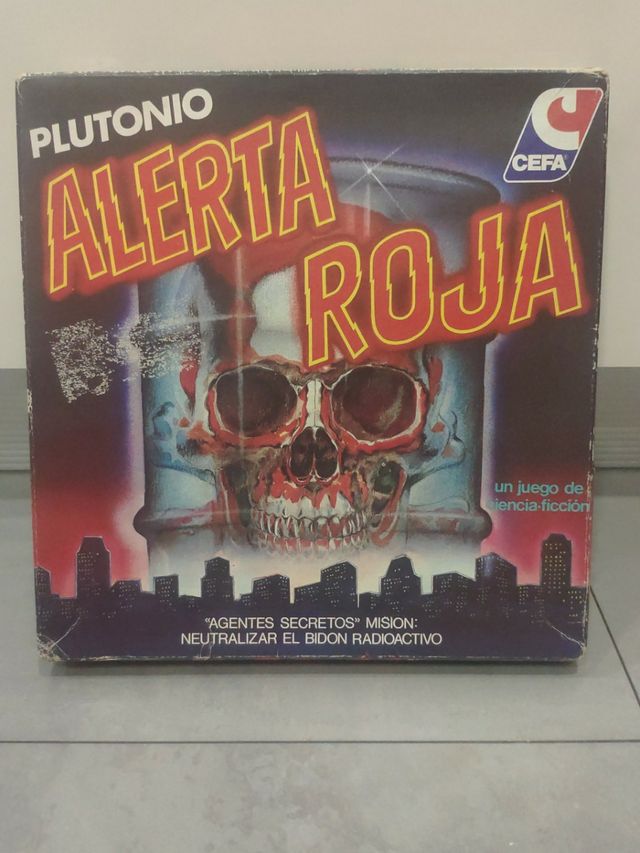 PLUTONIO
ALERTA
ROJA
CEFA
un juego de
ciencia-ficción
"AGENTES SECRETOS" MISION:
NEUTRALIZAR EL BIDON RADIOACTIVO